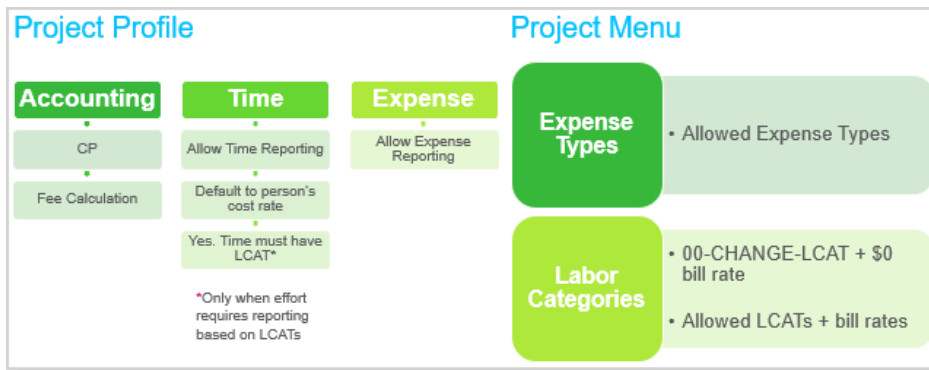 Project Profile
Accounting
CP
Fee Calculation
Time
Allow Time Reporting
Default to person's
cost rate
Yes. Time must have
LCAT*
*Only when effort
requires reporting
based on LCATs
Expense
Allow Expense
Reporting
Project Menu
Expense
Types
• Allowed Expense Types
Labor
Categories
• 00-CHANGE-LCAT + $0
bill rate
• Allowed LCATs + bill rates